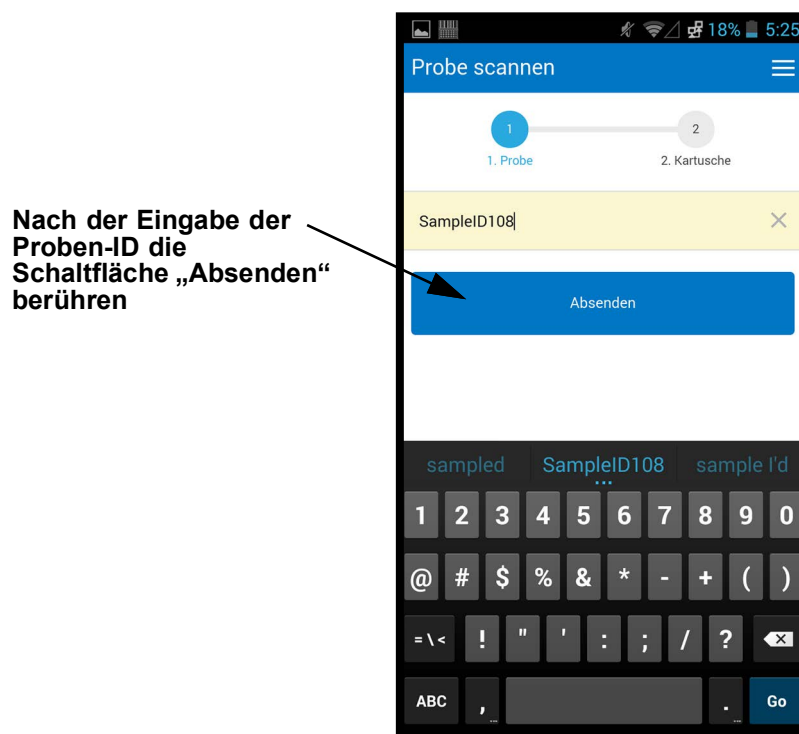 18% 5:25
Probe scannen
1 2
1. Probe 2. Kartusche
SampleID108
Nach der Eingabe der
Proben-ID die
Schaltfläche „Absenden“
berühren
Absenden
sampled SampleID108 sample I'd
1 2 3 4 5 6 7 8 9 0
@ # $ % & * - + ( )
= \ < ! " ' : ; / ?
ABC , . Go